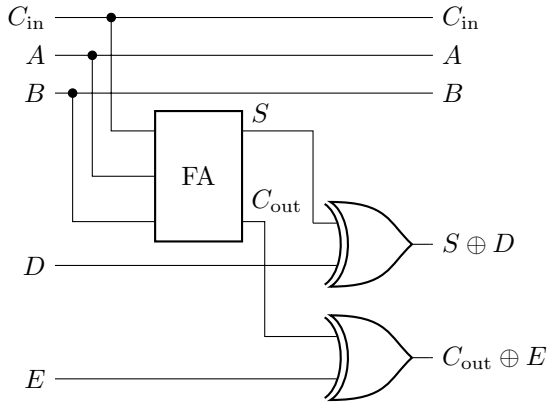 C_in C_in
A A
B B
S
FA
C_out
D S ⊕ D
E C_out ⊕ E